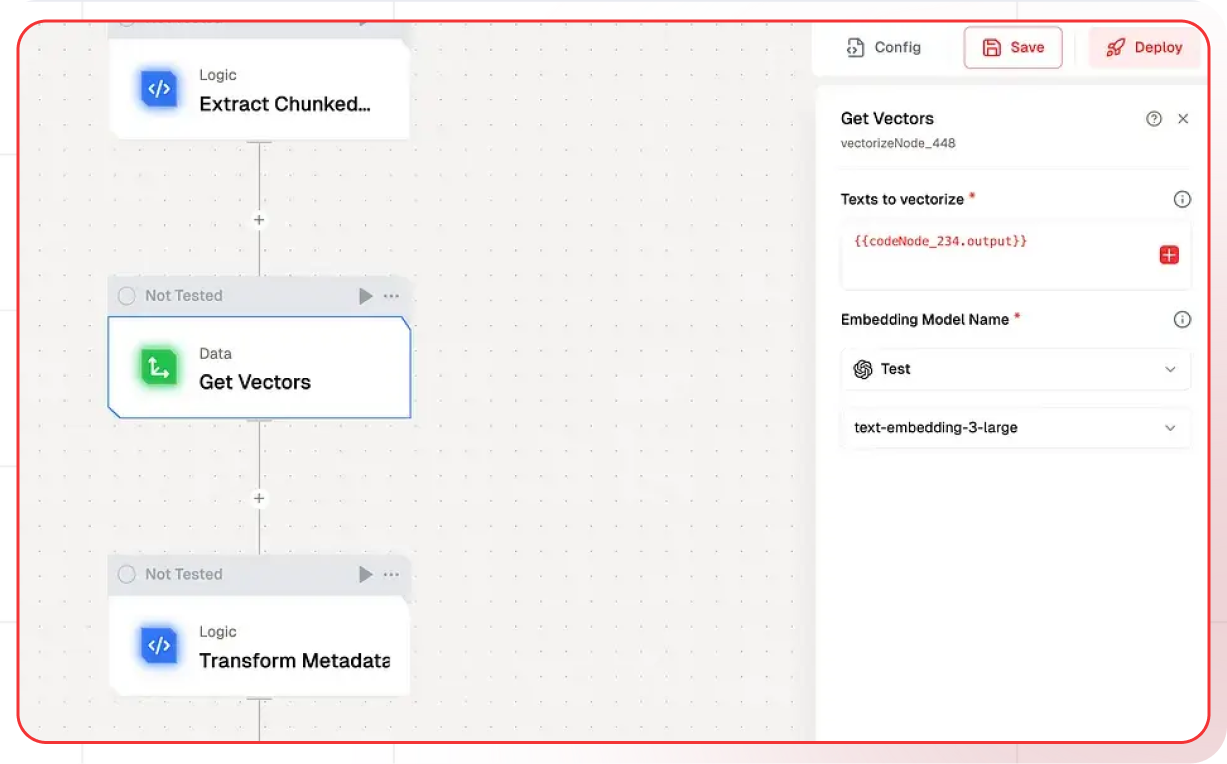 Logic
Extract Chunked...
Not Tested
Data
Get Vectors
Not Tested
Logic
Transform Metadata
Config
Save
Deploy
Get Vectors
vectorizeNode_448
Texts to vectorize *
{{codeNode_234.output}}
Embedding Model Name *
Test
text-embedding-3-large